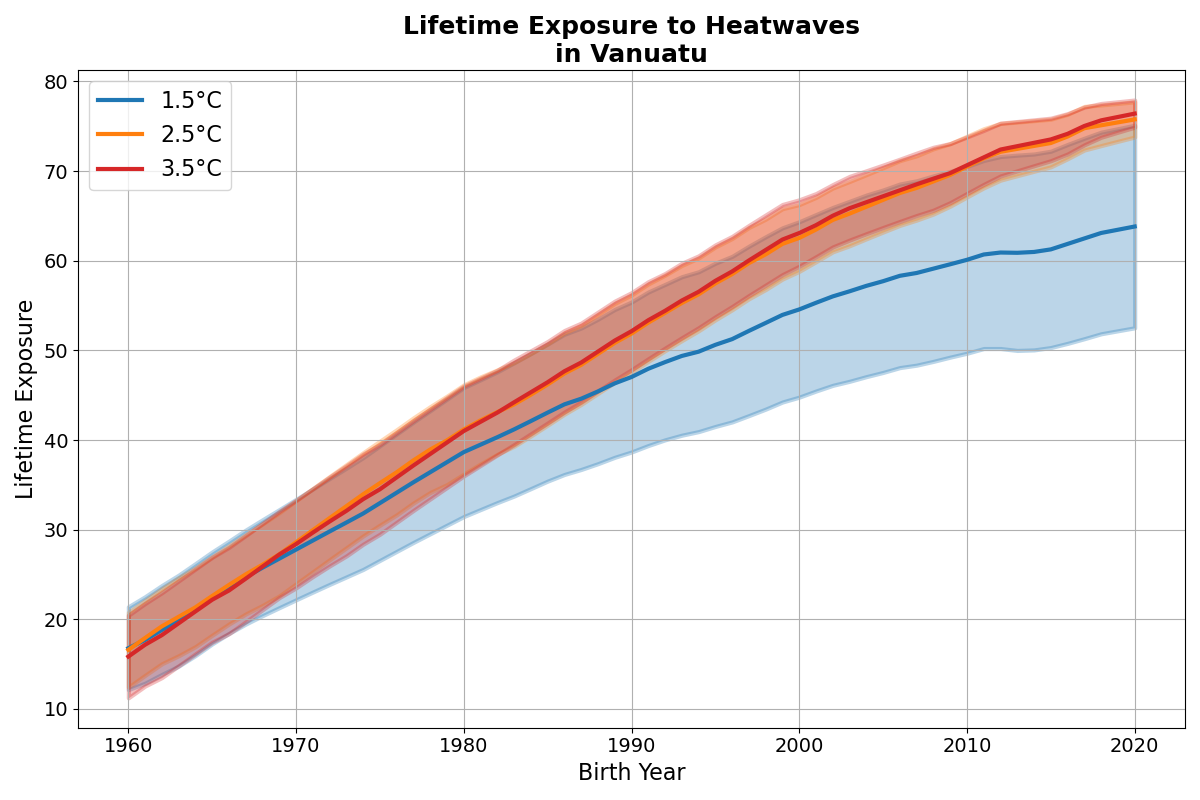 Lifetime Exposure to Heatwaves
in Vanuatu
1.5°C
2.5°C
3.5°C
Lifetime Exposure
80
70
60
50
40
30
20
10
1960 1970 1980 1990 2000 2010 2020
Birth Year